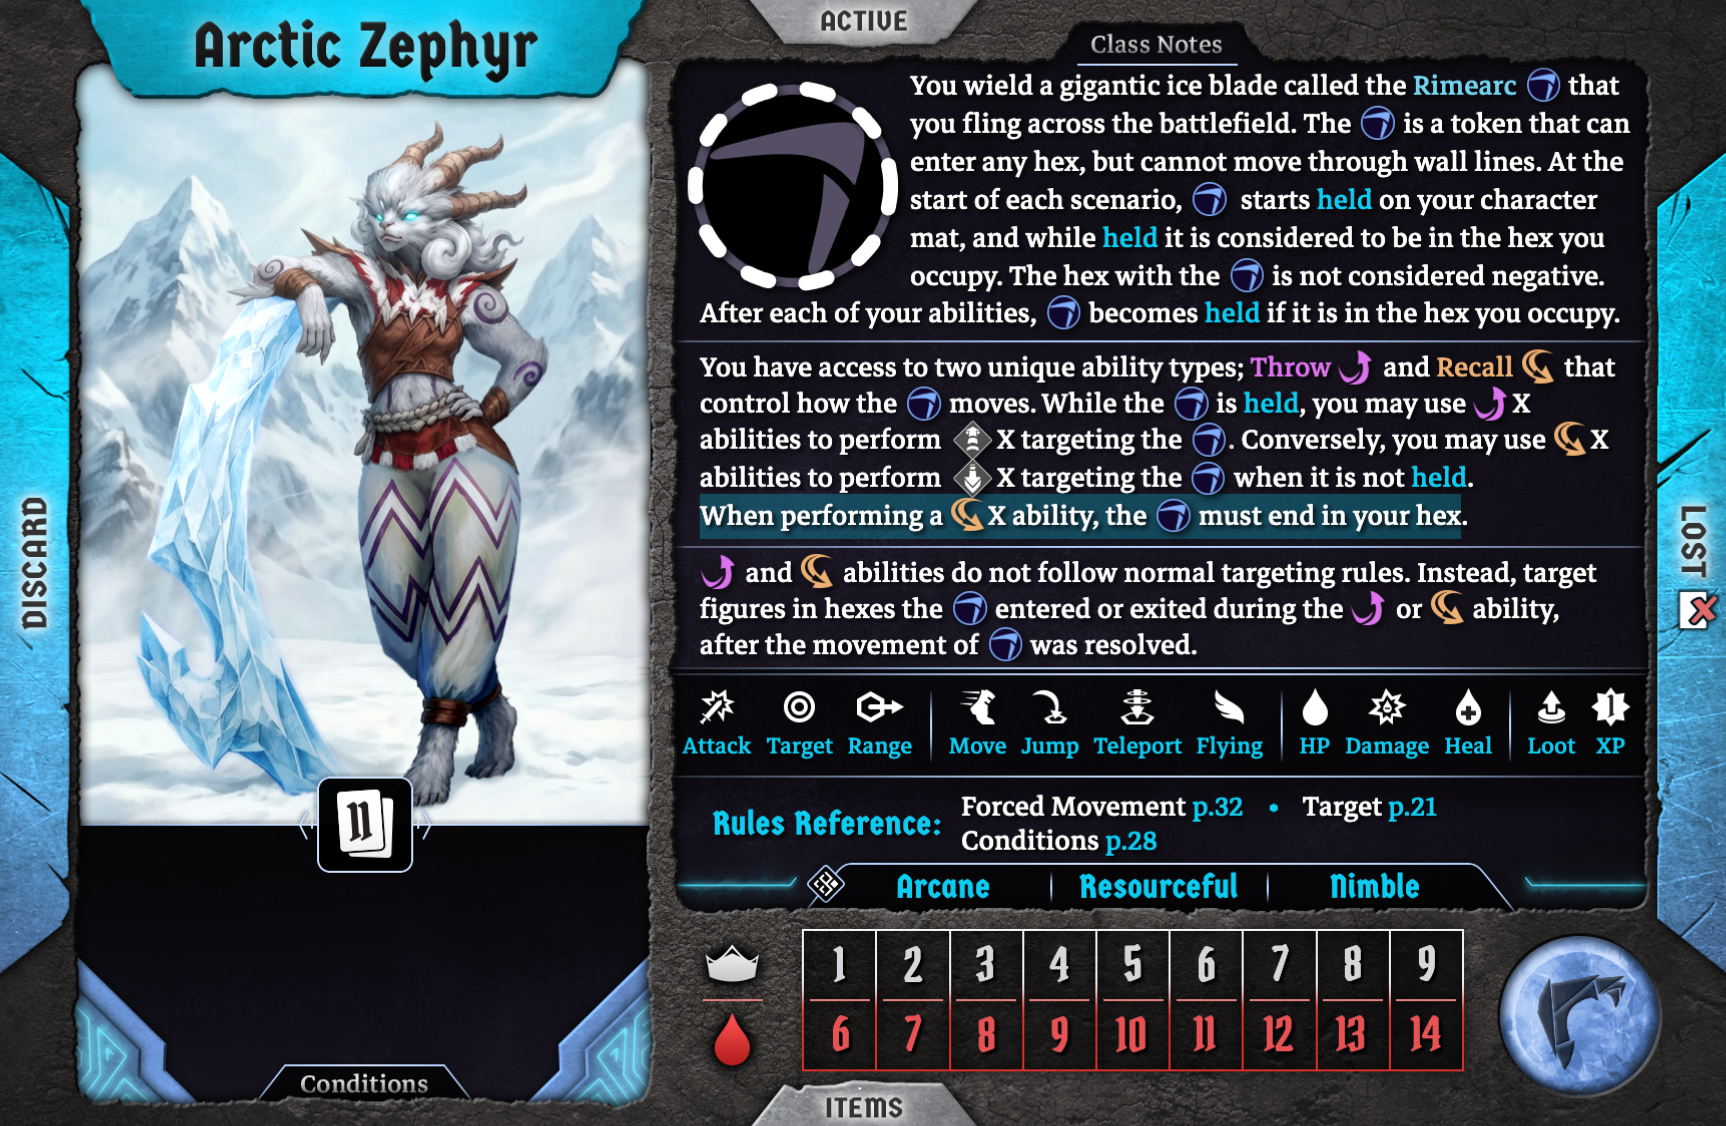 Arctic Zephyr
ACTIVE
Class Notes
You wield a gigantic ice blade called the Rimearc that
you fling across the battlefield. The is a token that can
enter any hex, but cannot move through wall lines. At the
start of each scenario, starts held on your character
mat, and while held it is considered to be in the hex you
occupy. The hex with the is not considered negative.
After each of your abilities, becomes held if it is in the hex you occupy.
You have access to two unique ability types; Throw and Recall that
control how the moves. While the is held, you may use X
abilities to perform X targeting the . Conversely, you may use X
abilities to perform X targeting the when it is not held.
When performing a X ability, the must end in your hex.
and abilities do not follow normal targeting rules. Instead, target
figures in hexes the entered or exited during the or ability,
after the movement of was resolved.
Attack Target Range Move Jump Teleport Flying HP Damage Heal Loot XP
Rules Reference: Forced Movement p.32 • Target p.21
Conditions p.28
Arcane Resourceful Nimble
DISCARD
LOST
11
1 2 3 4 5 6 7 8 9
6 7 8 9 10 11 12 13 14
Conditions
ITEMS